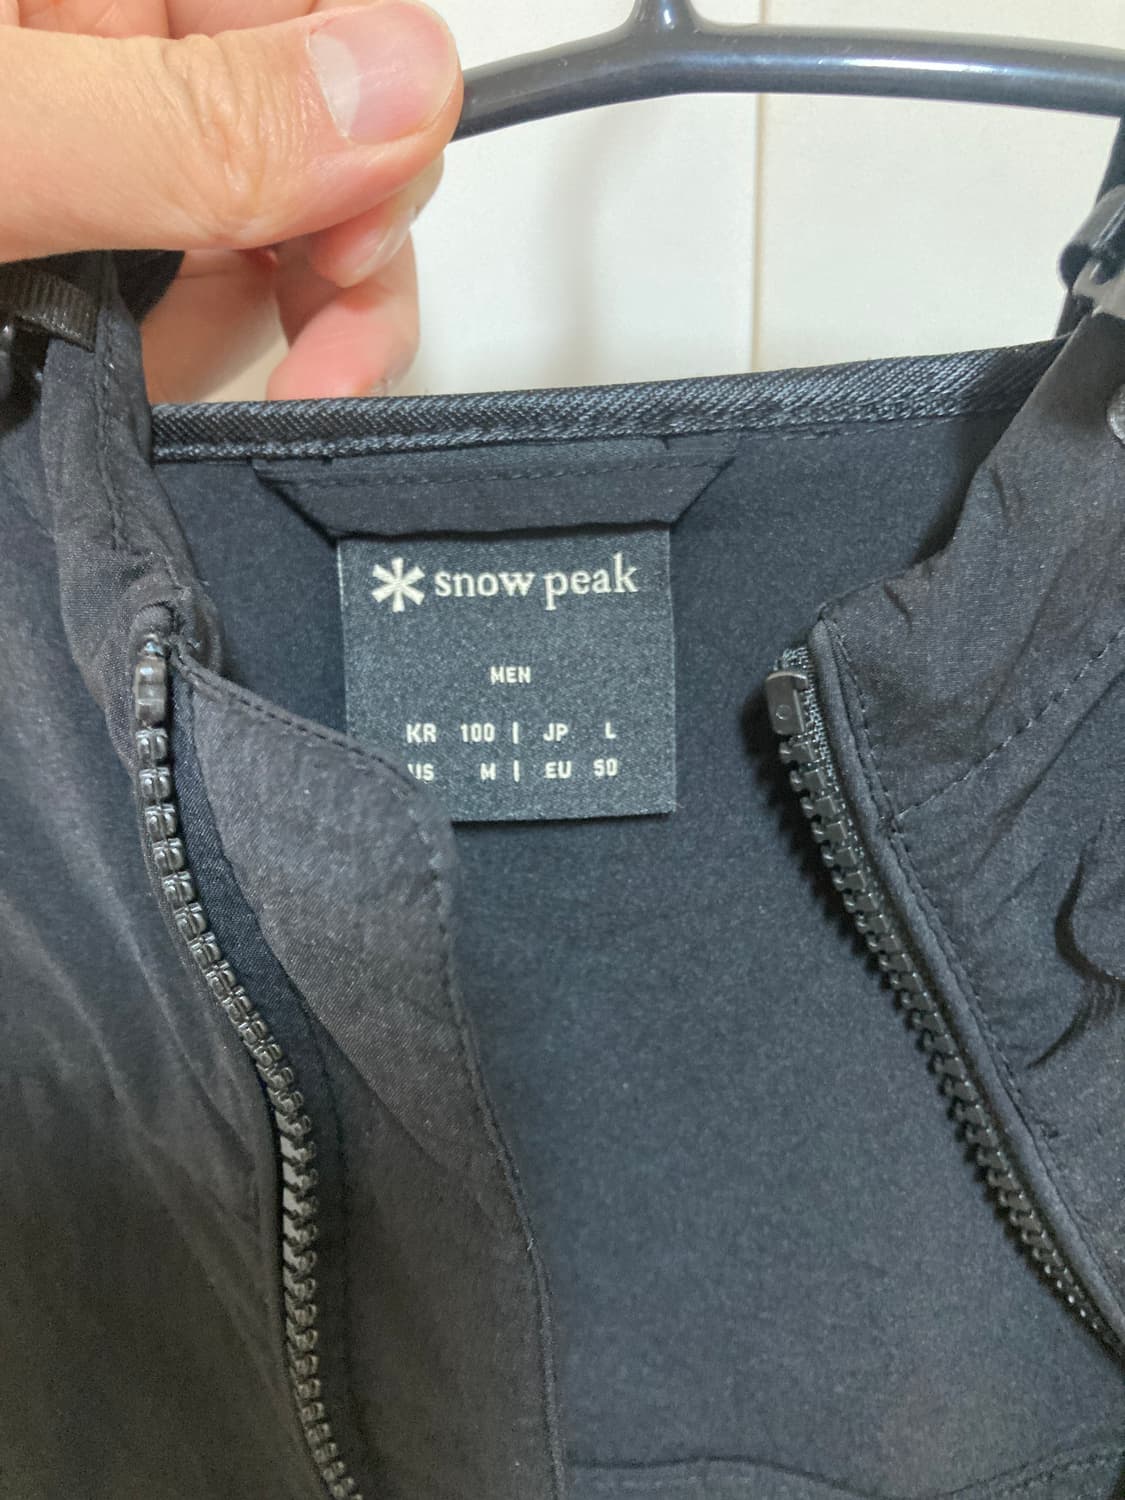 snow peak
MEN
KR 100 | JP L
US M | EU 50